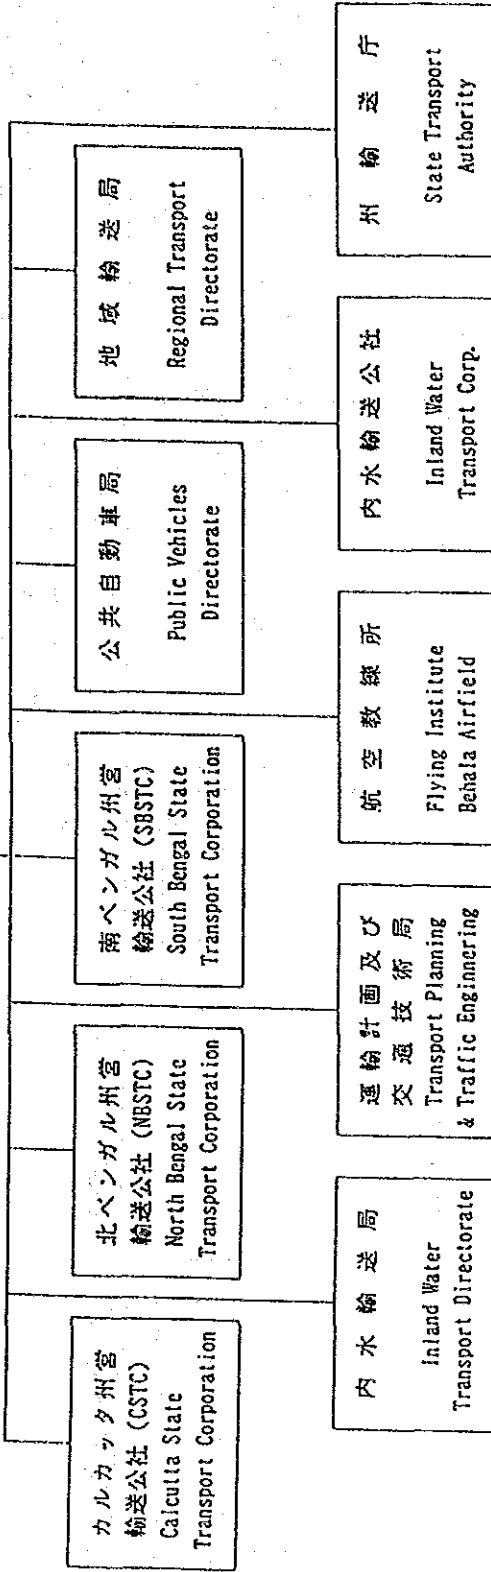 カルカッタ州営
輸送公社 (CSTC)
Calcutta State
Transport Corporation
北ベンガル州営
輸送公社 (NBSTC)
North Bengal State
Transport Corporation
南ベンガル州営
輸送公社 (SBSTC)
South Bengal State
Transport Corporation
公共自動車局
Public Vehicles
Directorate
地域輸送局
Regional Transport
Directorate
内水輸送局
Inland Water
Transport Directorate
運輸計画及び
交通技術局
Transport Planning
& Traffic Enginnering
航空教練所
Flying Institute
Behala Airfield
内水輸送公社
Inland Water
Transport Corp.
州輸送庁
State Transport
Authority